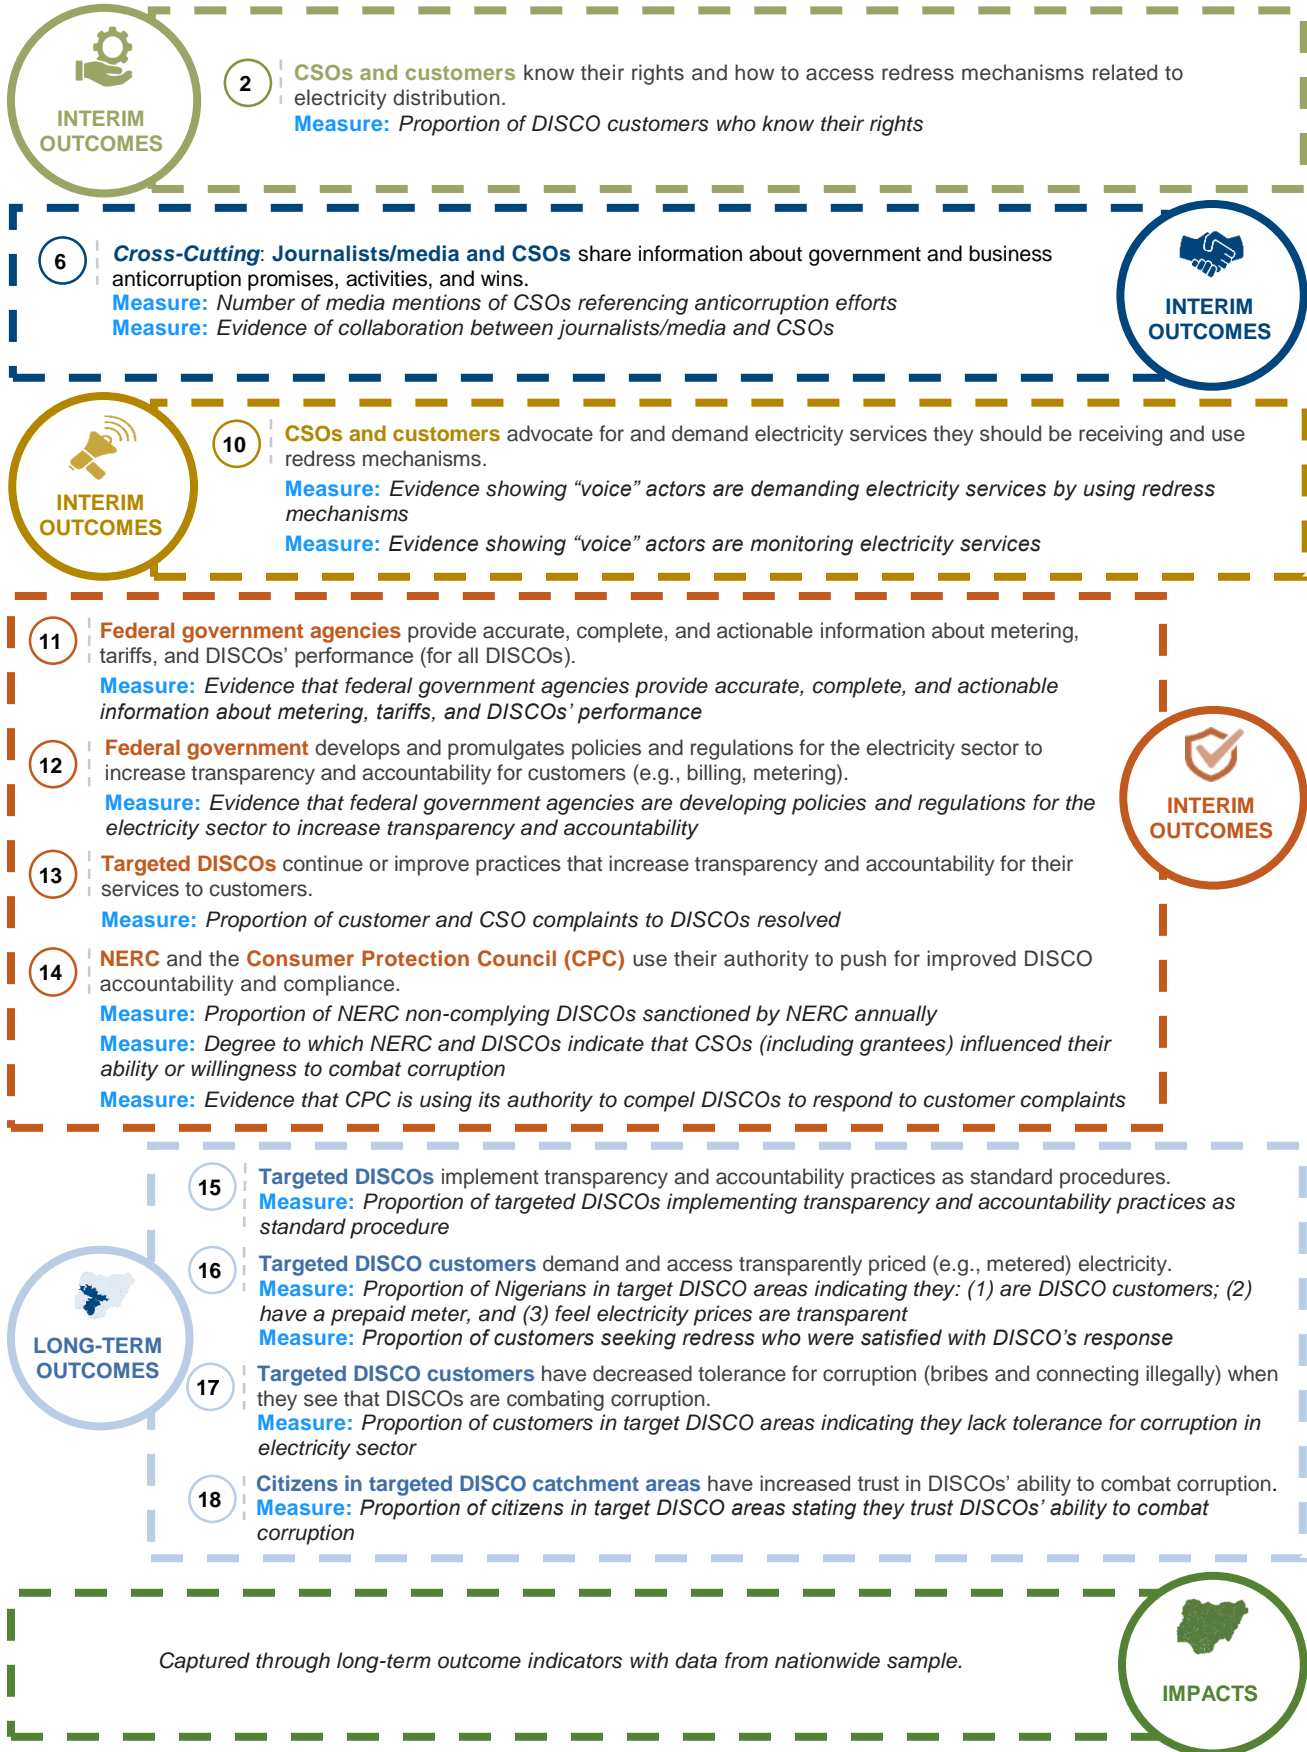 INTERIM
OUTCOMES
2
CSOs and customers know their rights and how to access redress mechanisms related to
electricity distribution.
Measure: Proportion of DISCO customers who know their rights
6
Cross-Cutting: Journalists/media and CSOs share information about government and business
anticorruption promises, activities, and wins.
Measure: Number of media mentions of CSOs referencing anticorruption efforts
Measure: Evidence of collaboration between journalists/media and CSOs
INTERIM
OUTCOMES
INTERIM
OUTCOMES
10
CSOs and customers advocate for and demand electricity services they should be receiving and use
redress mechanisms.
Measure: Evidence showing “voice” actors are demanding electricity services by using redress
mechanisms
Measure: Evidence showing “voice” actors are monitoring electricity services
11
Federal government agencies provide accurate, complete, and actionable information about metering,
tariffs, and DISCOs’ performance (for all DISCOs).
Measure: Evidence that federal government agencies provide accurate, complete, and actionable
information about metering, tariffs, and DISCOs’ performance
12
Federal government develops and promulgates policies and regulations for the electricity sector to
increase transparency and accountability for customers (e.g., billing, metering).
Measure: Evidence that federal government agencies are developing policies and regulations for the
electricity sector to increase transparency and accountability
13
Targeted DISCOs continue or improve practices that increase transparency and accountability for their
services to customers.
Measure: Proportion of customer and CSO complaints to DISCOs resolved
14
NERC and the Consumer Protection Council (CPC) use their authority to push for improved DISCO
accountability and compliance.
Measure: Proportion of NERC non-complying DISCOs sanctioned by NERC annually
Measure: Degree to which NERC and DISCOs indicate that CSOs (including grantees) influenced their
ability or willingness to combat corruption
Measure: Evidence that CPC is using its authority to compel DISCOs to respond to customer complaints
INTERIM
OUTCOMES
LONG-TERM
OUTCOMES
15
Targeted DISCOs implement transparency and accountability practices as standard procedures.
Measure: Proportion of targeted DISCOs implementing transparency and accountability practices as
standard procedure
16
Targeted DISCO customers demand and access transparently priced (e.g., metered) electricity.
Measure: Proportion of Nigerians in target DISCO areas indicating they: (1) are DISCO customers; (2)
have a prepaid meter, and (3) feel electricity prices are transparent
Measure: Proportion of customers seeking redress who were satisfied with DISCO’s response
17
Targeted DISCO customers have decreased tolerance for corruption (bribes and connecting illegally) when
they see that DISCOs are combating corruption.
Measure: Proportion of customers in target DISCO areas indicating they lack tolerance for corruption in
electricity sector
18
Citizens in targeted DISCO catchment areas have increased trust in DISCOs’ ability to combat corruption.
Measure: Proportion of citizens in target DISCO areas stating they trust DISCOs’ ability to combat
corruption
Captured through long-term outcome indicators with data from nationwide sample.
IMPACTS